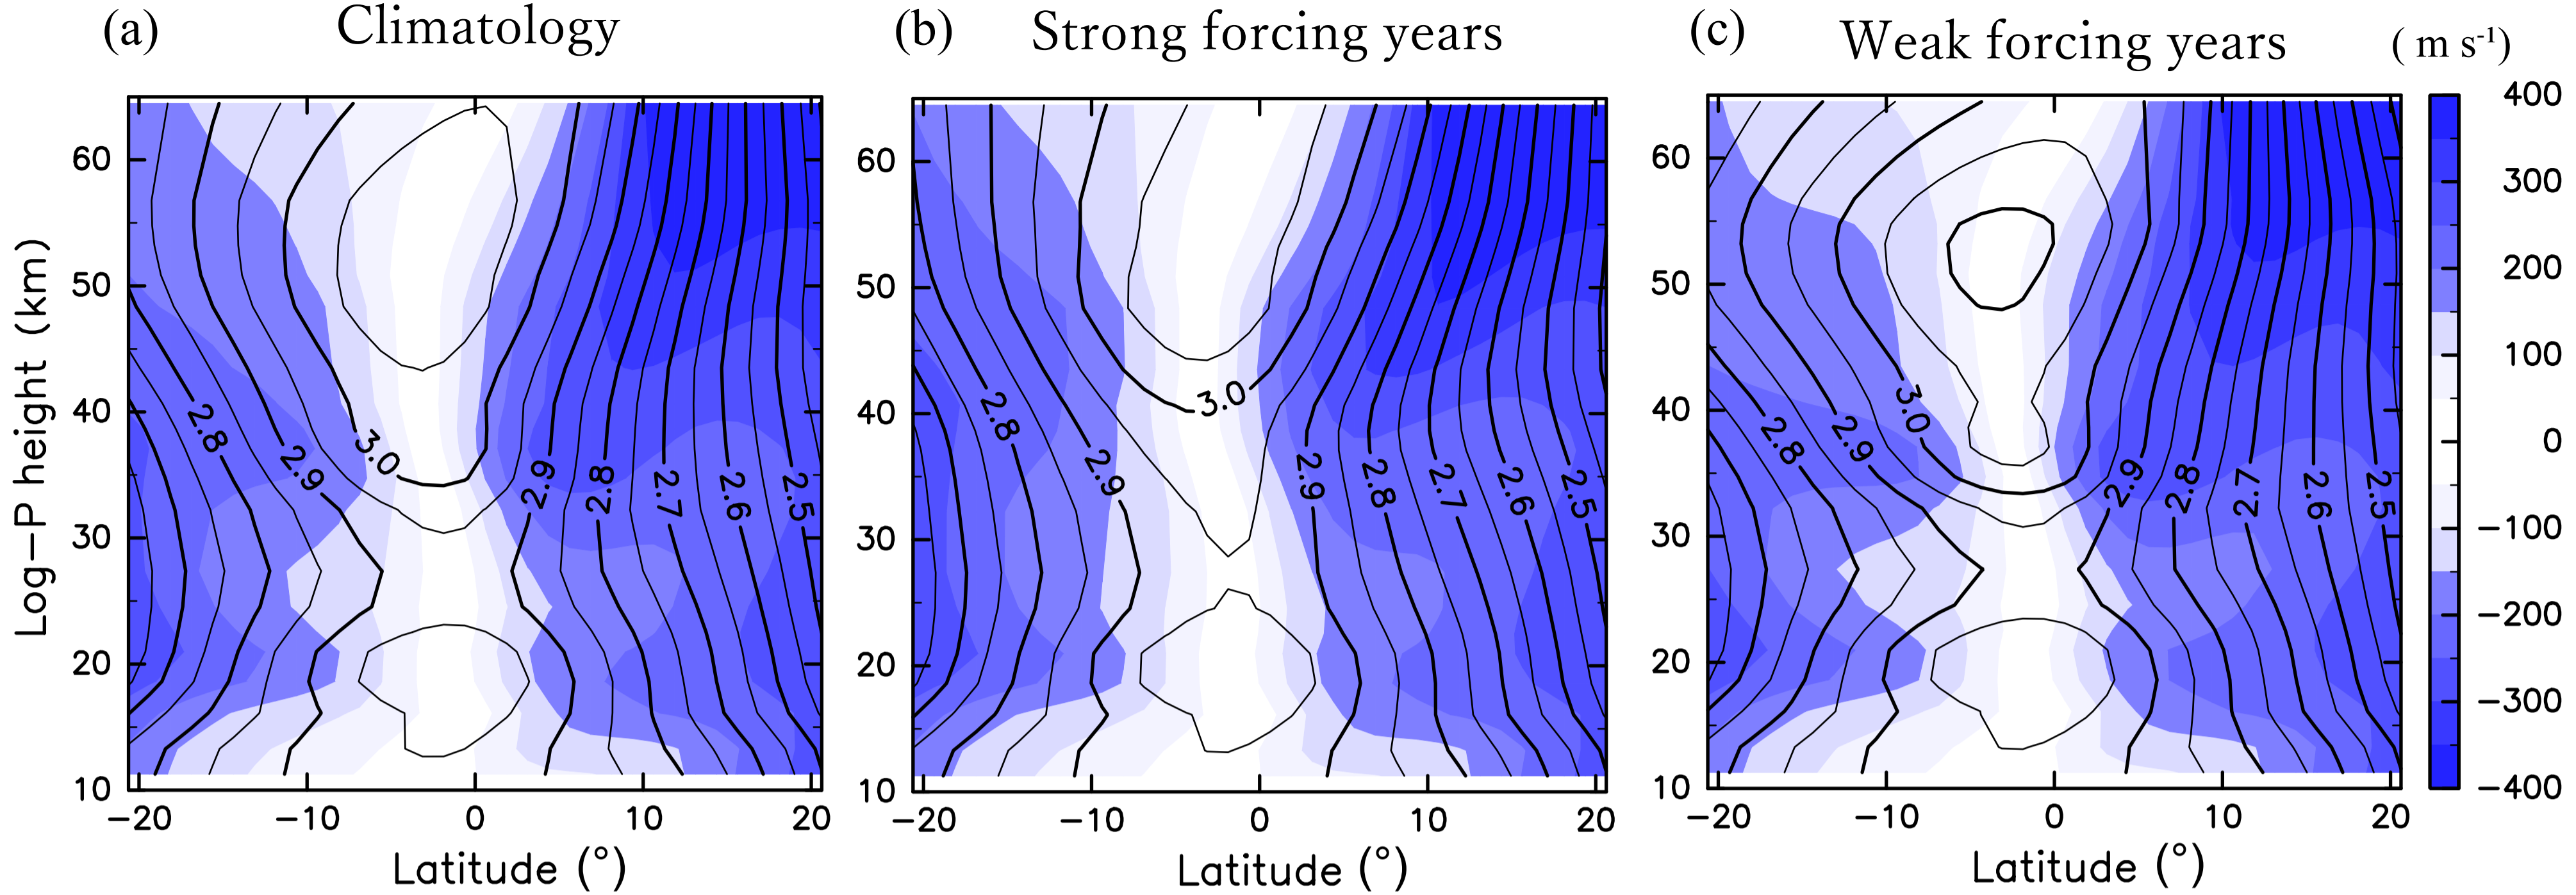 (a) Climatology
(b) Strong forcing years
(c) Weak forcing years
( m s⁻¹)
Log−P height (km)
60
50
40
30
20
10
−20 −10 0 10 20
Latitude (°)
2.8 2.9 3.0 2.9 2.8 2.7 2.6 2.5
60
50
40
30
20
10
−20 −10 0 10 20
Latitude (°)
2.8 2.9 3.0 2.9 2.8 2.7 2.6 2.5
60
50
40
30
20
10
−20 −10 0 10 20
Latitude (°)
2.8 2.9 3.0 2.9 2.8 2.7 2.6 2.5
400
300
200
100
0
−100
−200
−300
−400